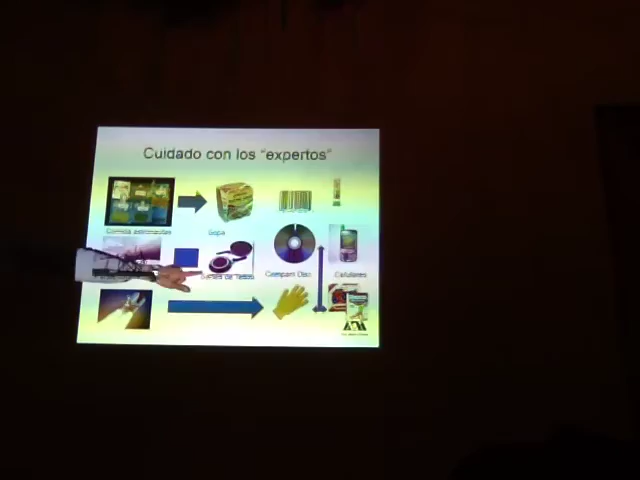 Cuidado con los "expertos"
Comida astronautas
Sopa
Compact Disc
Celulares